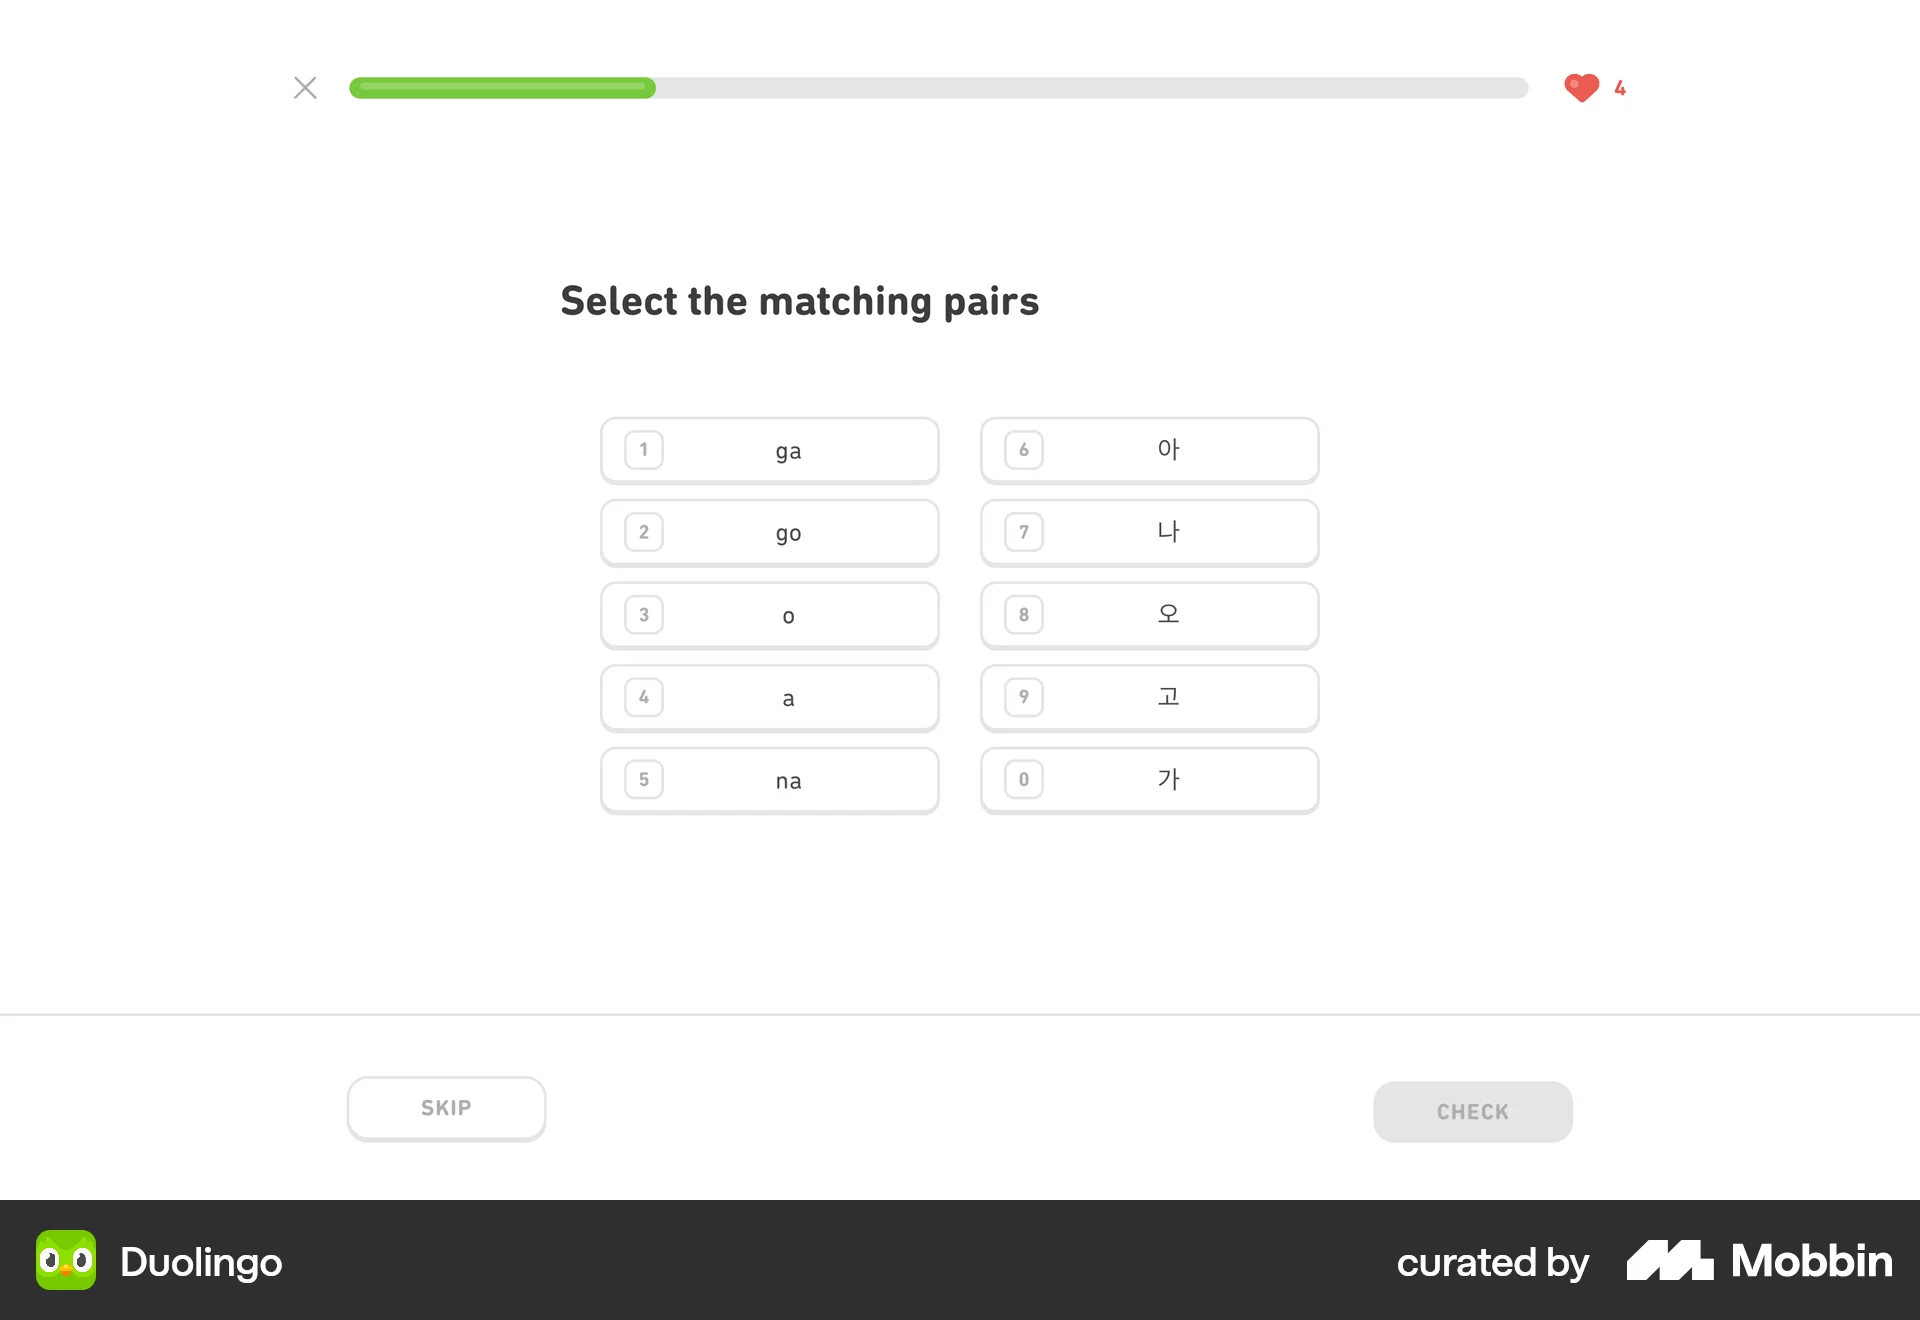 4
Select the matching pairs
1 ga
6 아
2 go
7 나
3 o
8 오
4 a
9 고
5 na
0 가
SKIP
CHECK
Duolingo
curated by Mobbin